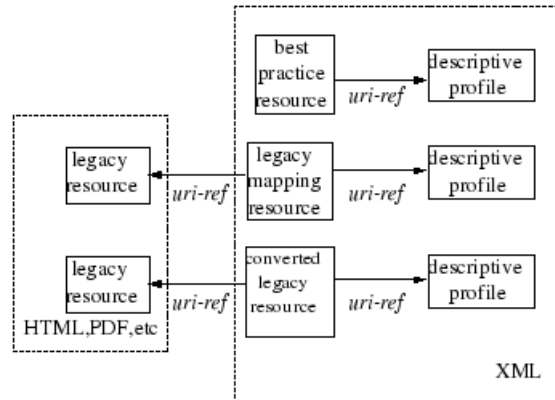 best
practice
resource
uri-ref
descriptive
profile
legacy
resource
uri-ref
legacy
mapping
resource
uri-ref
descriptive
profile
legacy
resource
HTML,PDF,etc
uri-ref
converted
legacy
resource
uri-ref
descriptive
profile
XML